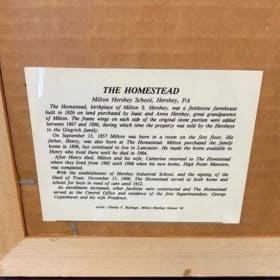 THE HOMESTEAD
Milton Hershey School, Hershey, PA
The Homestead, birthplace of Milton S. Hershey, was a fieldstone farmhouse
built in 1826 on land purchased by Isaac and Anna Hershey, great grandparents
of Milton. The frame wings on each side of the original stone portion were added
between 1867 and 1896, during which time the property was sold by the Hersheys
to the Gingrich family.
On September 13, 1857 Milton was born in a room on the first floor. His
father, Henry, was also born at The Homestead. Milton purchased the family
home in 1896, but continued to live in Lancaster. He made the home available to
Henry who lived there until he died in 1904.
After Henry died, Milton and his wife, Catherine returned to The Homestead
where they lived from 1905 until 1908 when his new home, High Point Mansion,
was completed.
With the establishment of Hershey Industrial School, and the signing of the
Deed of Trust, November 15, 1909, The Homestead served as both home and
school for boys in need of care until 1912.
As enrollment increased, other facilities were constructed and The Homestead
served as the Central Office and residence of the first Superintendent, George
Copenhaver and his wife Prudence.
Artist: Charles F. Milton Hershey School